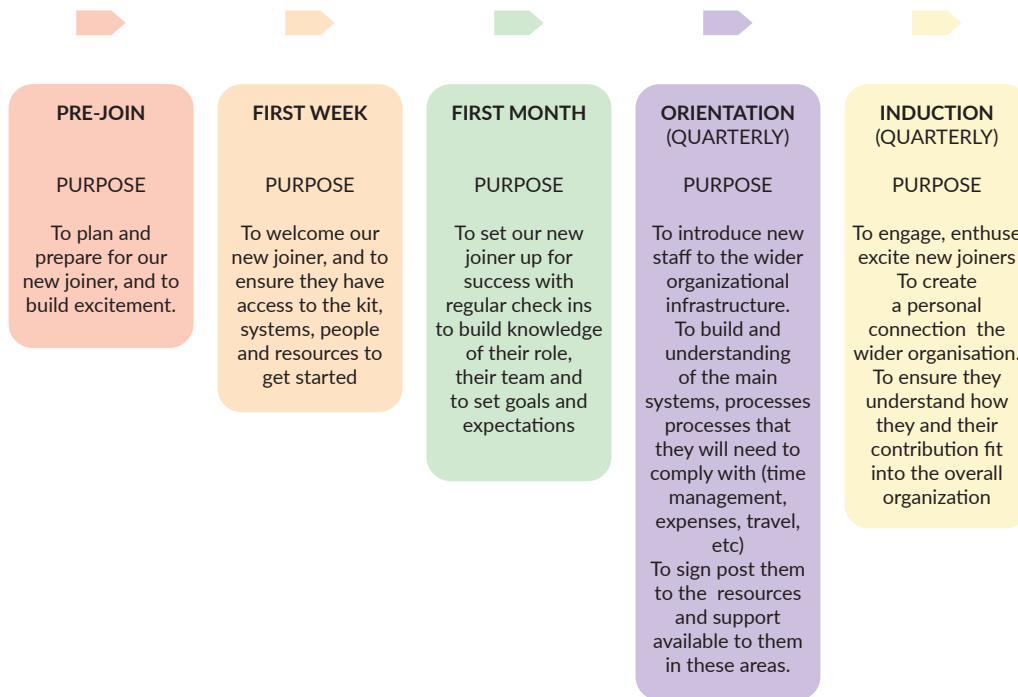 PRE-JOIN
PURPOSE
To plan and
prepare for our
new joiner, and to
build excitement.
FIRST WEEK
PURPOSE
To welcome our
new joiner, and to
ensure they have
access to the kit,
systems, people
and resources to
get started
FIRST MONTH
PURPOSE
To set our new
joiner up for
success with
regular check ins
to build knowledge
of their role,
their team and
to set goals and
expectations
ORIENTATION
(QUARTERLY)
PURPOSE
To introduce new
staff to the wider
organizational
infrastructure.
To build and
understanding
of the main
systems, processes
processes that
they will need to
comply with (time
management,
expenses, travel,
etc)
To sign post them
to the resources
and support
available to them
in these areas.
INDUCTION
(QUARTERLY)
PURPOSE
To engage, enthuse
excite new joiners
To create
a personal
connection the
wider organisation.
To ensure they
understand how
they and their
contribution fit
into the overall
organization